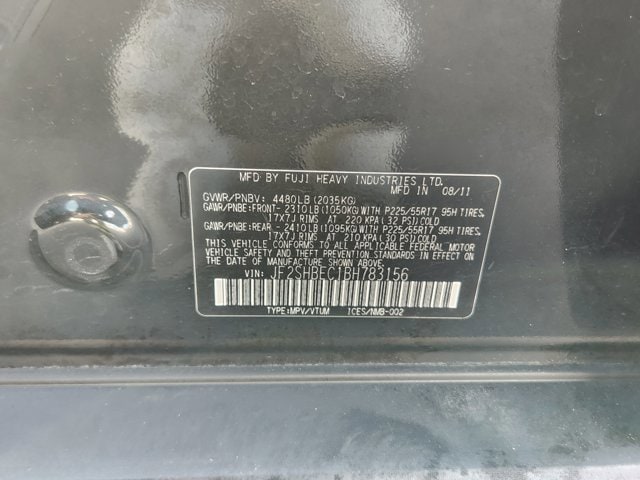 MFD BY FUJI HEAVY INDUSTRIES LTD.
MFD IN 08/11
GVWR/PNBV: 4480LB(2035KG)
GAWR/PNBE:FRONT- 2310LB(1050KG)WITH P225/55R17 95H TIRES,
17X7J RIMS AT 220 KPA(32 PSI)COLD
GAWR/PNBE:REAR - 2410LB(1095KG)WITH P225/55R17 95H TIRES,
17X7J RIMS AT 210 KPA(30 PSI)COLD
THIS VEHICLE CONFORMS TO ALL APPLICABLE FEDERAL MOTOR
VEHICLE SAFETY AND THEFT PREVENTION STANDARDS IN EFFECT ON
THE DATE OF MANUFACTURE SHOWN ABOVE.
VIN: JF2SHBEC1BH783156
TYPE:MPV/VTUM ICES/NMB-002